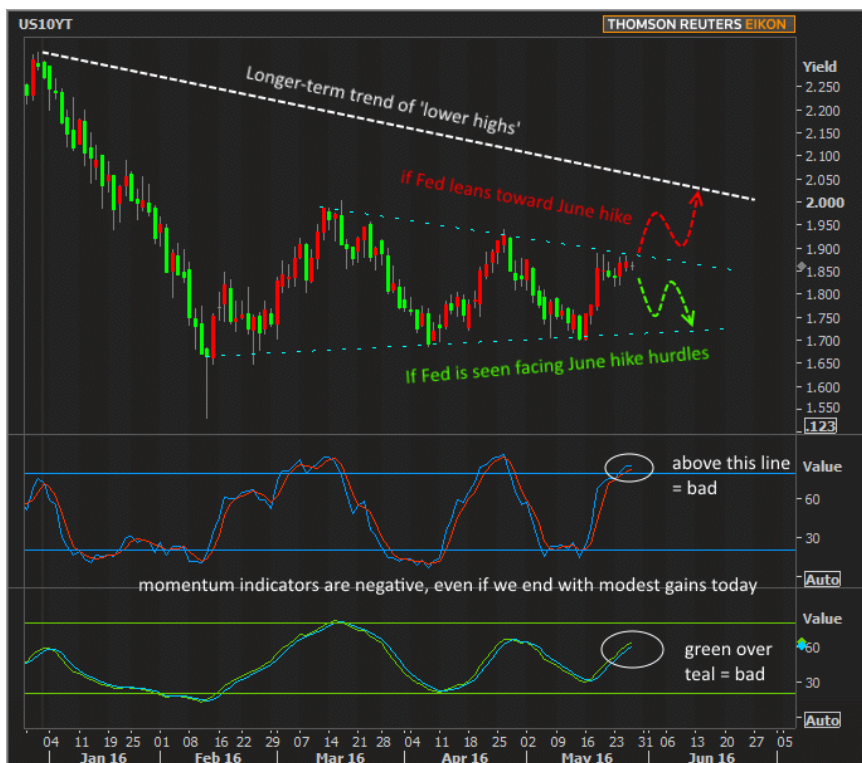 US10YT
THOMSON REUTERS EIKON
Yield
Longer-term trend of 'lower highs'
2.250
2.200
2.150
2.100
2.050
if Fed leans toward June hike
2.000
1.950
1.900
1.850
1.800
1.750
1.700
If Fed is seen facing June hike hurdles
1.650
1.600
1.550
.123
Value
above this line
= bad
60
30
Auto
momentum indicators are negative, even if we end with modest gains today
Value
green over
teal = bad
60
30
Auto
04 11 19 25 01 08 16 22 29 07 14 21 28 04 11 18 25 02 09 16 23 31 06 13 20 27 05
Jan 16 Feb 16 Mar 16 Apr 16 May 16 Jun 16